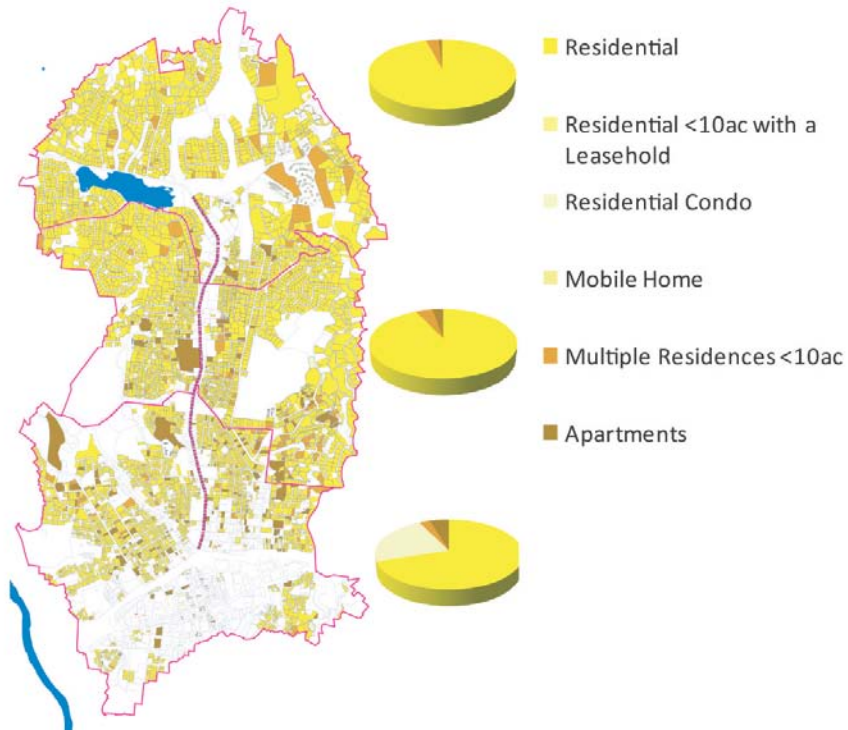 Residential
Residential <10ac with a
Leasehold
Residential Condo
Mobile Home
Multiple Residences <10ac
Apartments